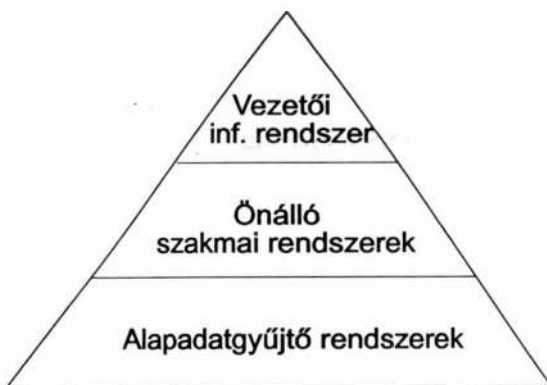 Vezetői
inf. rendszer
Önálló
szakmai rendszerek
Alapadatgyűjtő rendszerek